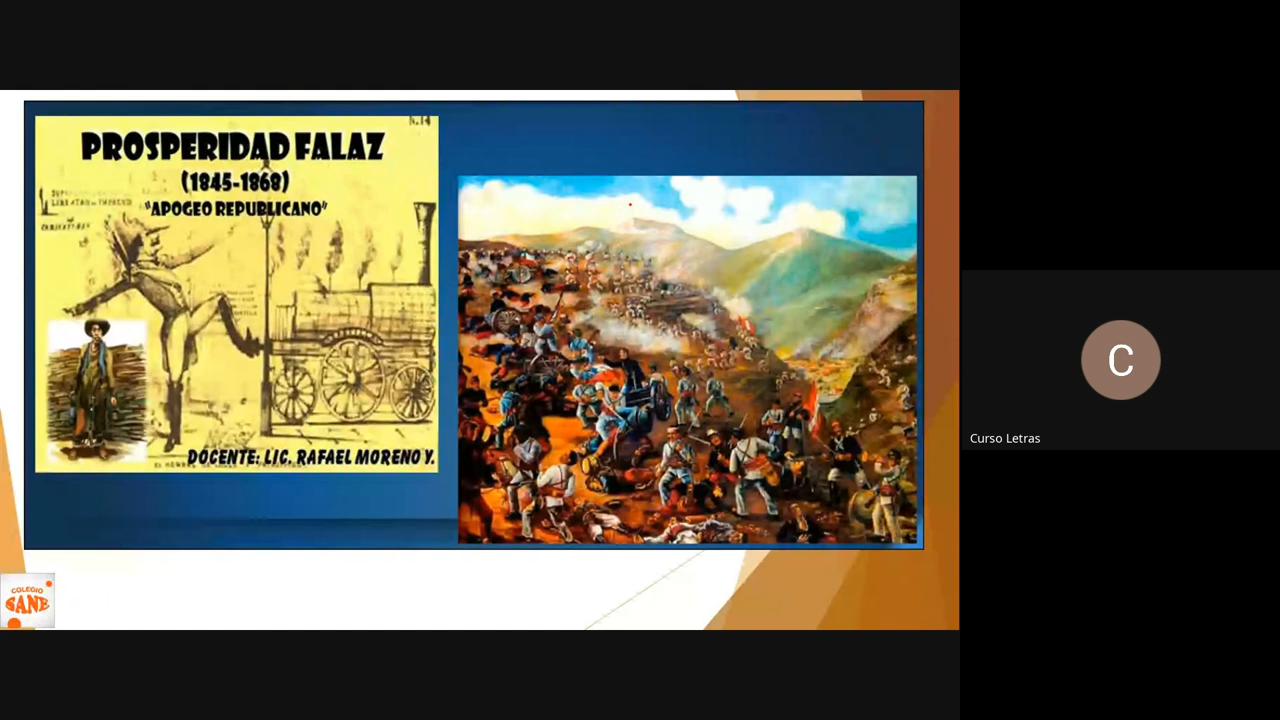 N.14
PROSPERIDAD FALAZ
(1845-1868)
"APOGEO REPUBLICANO"
DOCENTE: LIC. RAFAEL MORENO Y.
COLEGIO
SANE
C
Curso Letras